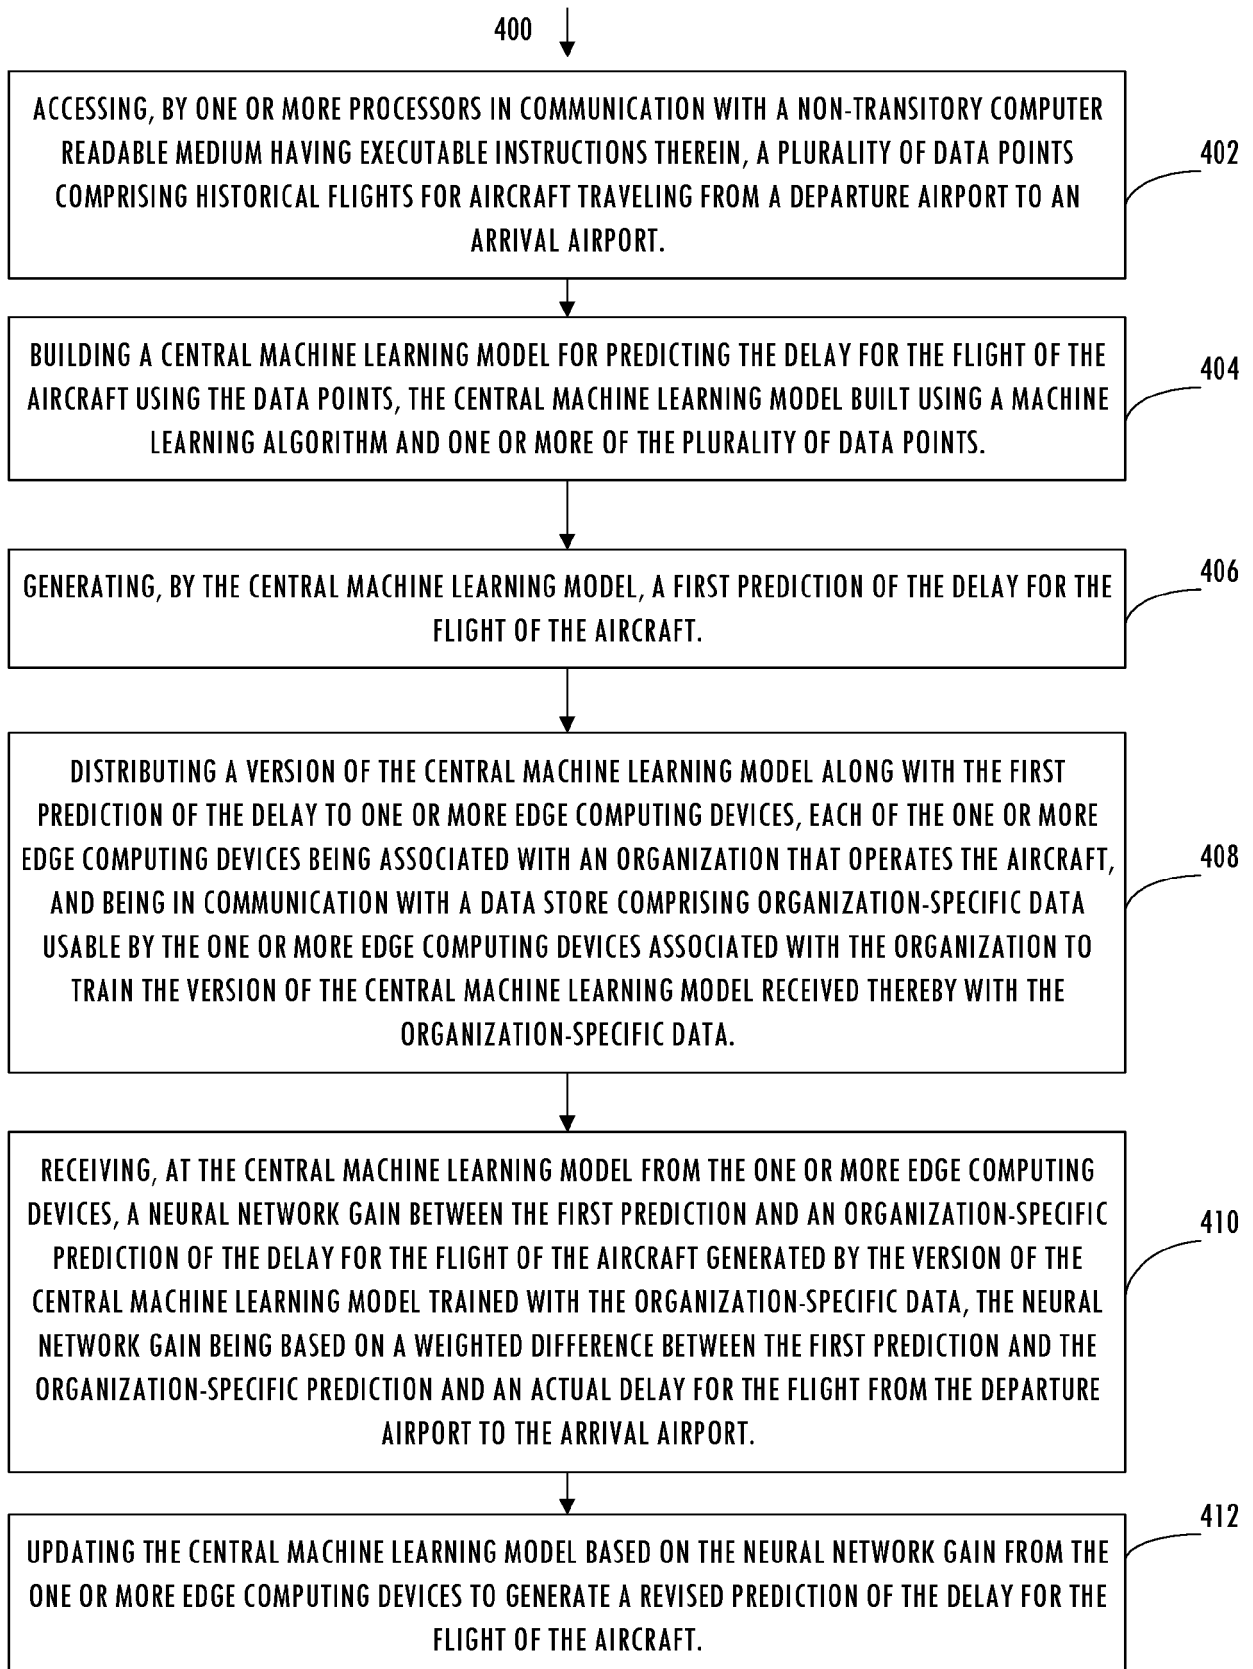 400
ACCESSING, BY ONE OR MORE PROCESSORS IN COMMUNICATION WITH A NON-TRANSITORY COMPUTER
READABLE MEDIUM HAVING EXECUTABLE INSTRUCTIONS THEREIN, A PLURALITY OF DATA POINTS
COMPRISING HISTORICAL FLIGHTS FOR AIRCRAFT TRAVELING FROM A DEPARTURE AIRPORT TO AN
ARRIVAL AIRPORT.
402
BUILDING A CENTRAL MACHINE LEARNING MODEL FOR PREDICTING THE DELAY FOR THE FLIGHT OF THE
AIRCRAFT USING THE DATA POINTS, THE CENTRAL MACHINE LEARNING MODEL BUILT USING A MACHINE
LEARNING ALGORITHM AND ONE OR MORE OF THE PLURALITY OF DATA POINTS.
404
GENERATING, BY THE CENTRAL MACHINE LEARNING MODEL, A FIRST PREDICTION OF THE DELAY FOR THE
FLIGHT OF THE AIRCRAFT.
406
DISTRIBUTING A VERSION OF THE CENTRAL MACHINE LEARNING MODEL ALONG WITH THE FIRST
PREDICTION OF THE DELAY TO ONE OR MORE EDGE COMPUTING DEVICES, EACH OF THE ONE OR MORE
EDGE COMPUTING DEVICES BEING ASSOCIATED WITH AN ORGANIZATION THAT OPERATES THE AIRCRAFT,
AND BEING IN COMMUNICATION WITH A DATA STORE COMPRISING ORGANIZATION-SPECIFIC DATA
USABLE BY THE ONE OR MORE EDGE COMPUTING DEVICES ASSOCIATED WITH THE ORGANIZATION TO
TRAIN THE VERSION OF THE CENTRAL MACHINE LEARNING MODEL RECEIVED THEREBY WITH THE
ORGANIZATION-SPECIFIC DATA.
408
RECEIVING, AT THE CENTRAL MACHINE LEARNING MODEL FROM THE ONE OR MORE EDGE COMPUTING
DEVICES, A NEURAL NETWORK GAIN BETWEEN THE FIRST PREDICTION AND AN ORGANIZATION-SPECIFIC
PREDICTION OF THE DELAY FOR THE FLIGHT OF THE AIRCRAFT GENERATED BY THE VERSION OF THE
CENTRAL MACHINE LEARNING MODEL TRAINED WITH THE ORGANIZATION-SPECIFIC DATA, THE NEURAL
NETWORK GAIN BEING BASED ON A WEIGHTED DIFFERENCE BETWEEN THE FIRST PREDICTION AND THE
ORGANIZATION-SPECIFIC PREDICTION AND AN ACTUAL DELAY FOR THE FLIGHT FROM THE DEPARTURE
AIRPORT TO THE ARRIVAL AIRPORT.
410
UPDATING THE CENTRAL MACHINE LEARNING MODEL BASED ON THE NEURAL NETWORK GAIN FROM THE
ONE OR MORE EDGE COMPUTING DEVICES TO GENERATE A REVISED PREDICTION OF THE DELAY FOR THE
FLIGHT OF THE AIRCRAFT.
412